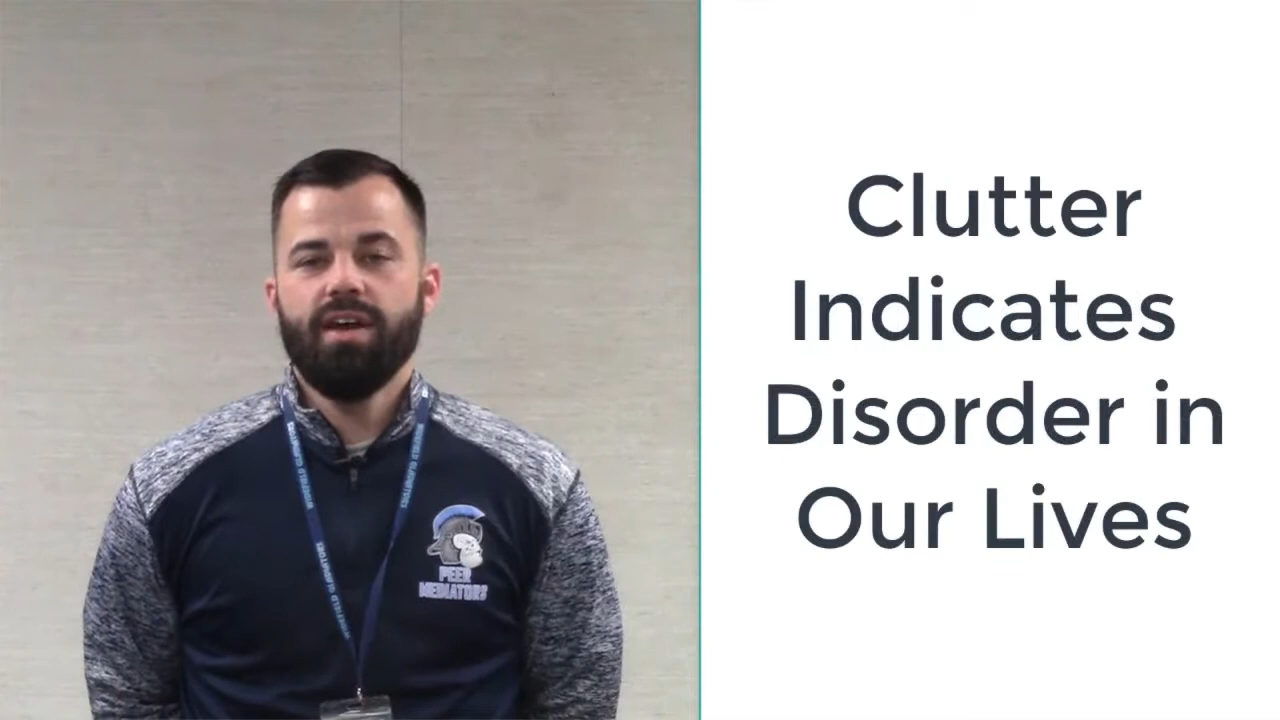 Clutter
Indicates
Disorder in
Our Lives
PEER
MEDIATORS